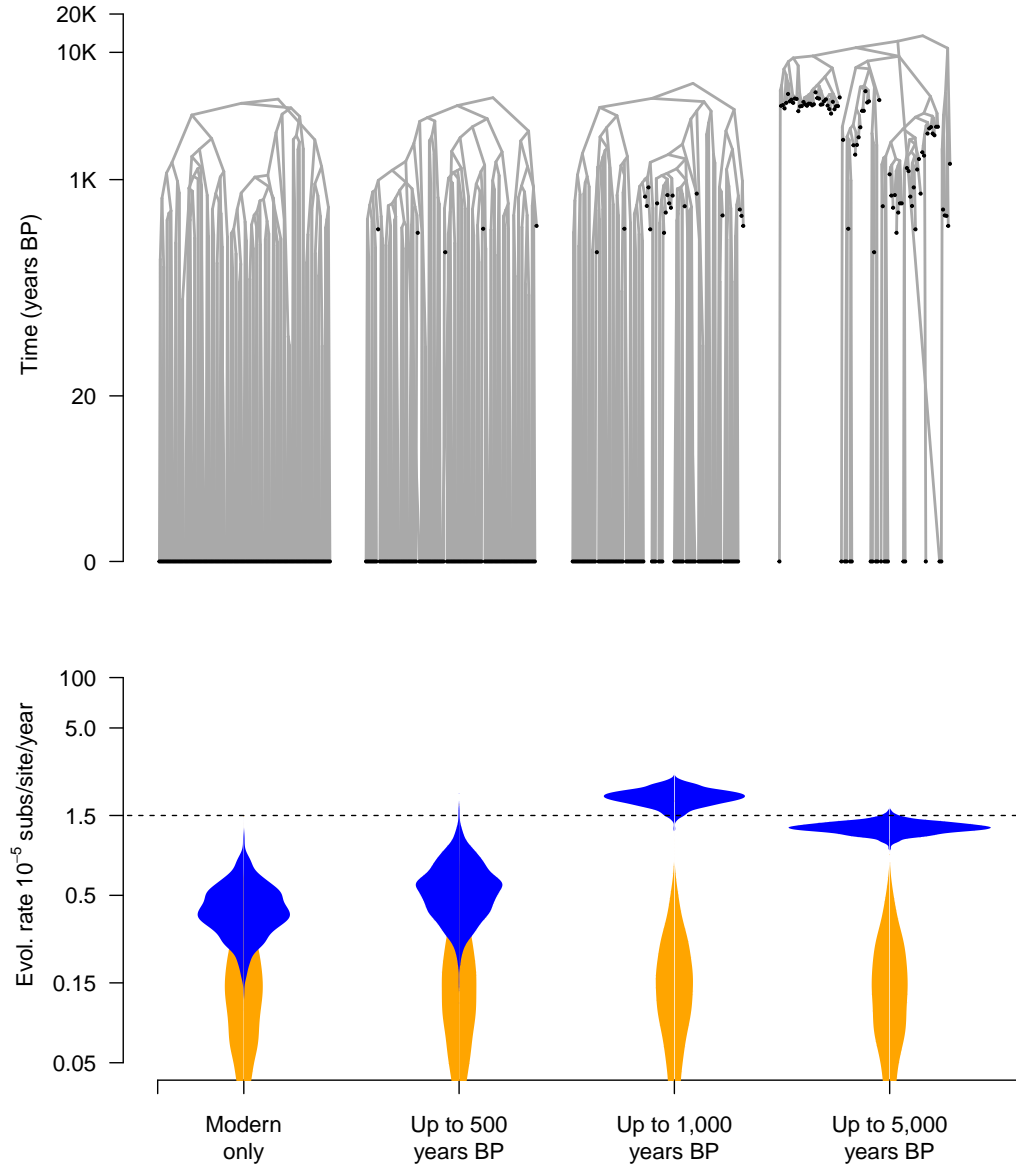 20K
10K
1K
20
0
Time (years BP)
100
5.0
1.5
0.5
0.15
0.05
Evol. rate 10⁻⁵ subs/site/year
Modern
only
Up to 500
years BP
Up to 1,000
years BP
Up to 5,000
years BP